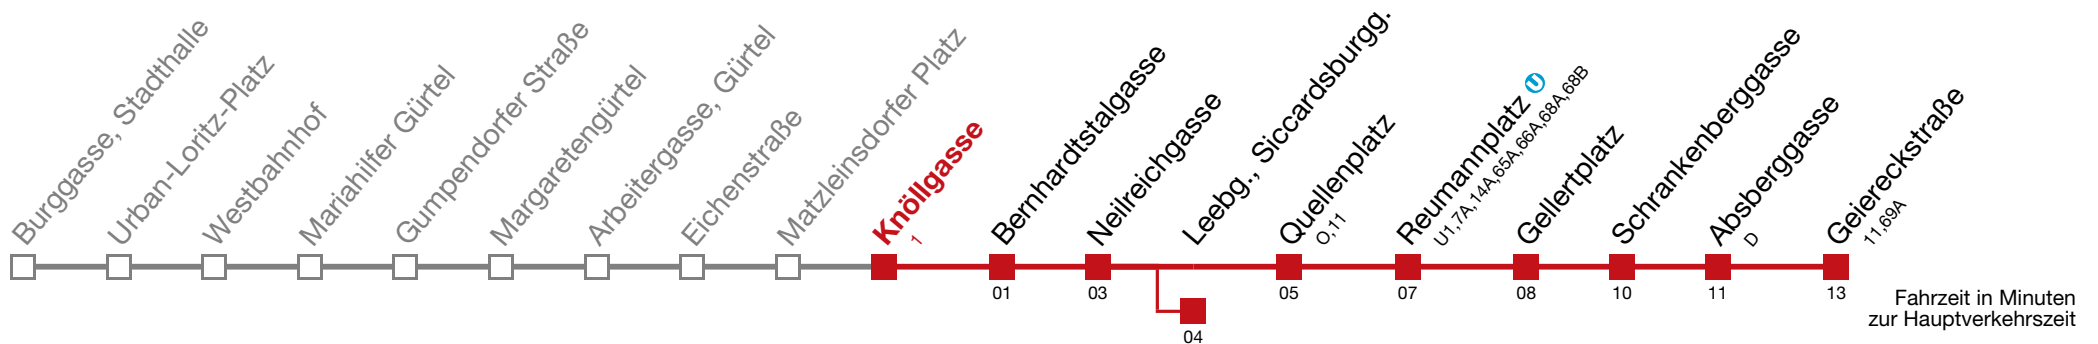 Burggasse, Stadthalle
Urban-Loritz-Platz
Westbahnhof
Mariahilfer Gürtel
Gumpendorfer Straße
Margaretengürtel
Arbeitergasse, Gürtel
Eichenstraße
Matzleinsdorfer Platz
Knöllgasse
1
Bernhardtstalgasse
Neilreichgasse
Leebg., Siccardsburgg.
Quellenplatz
O,11
Reumannplatz U
U1,7A,14A,65A,66A,68A,68B
Gellertplatz
Schrankenberggasse
Absberggasse
D
Geiereckstraße
11,69A
01
03
04
05
07
08
10
11
13
Fahrzeit in Minuten
zur Hauptverkehrszeit